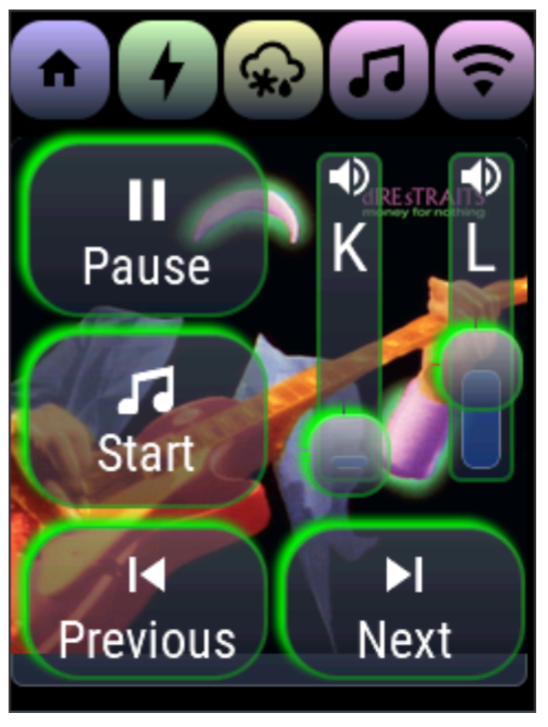 dIREsTRAITS
money for nothing
Pause
K
L
Start
Previous
Next